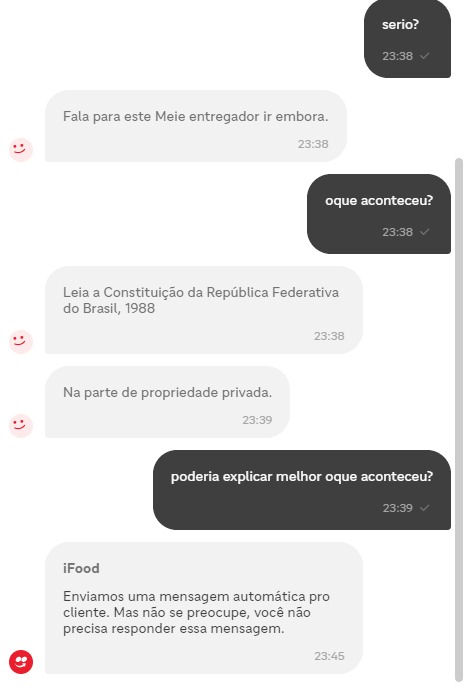 serio?
23:38
Fala para este Meie entregador ir embora.
23:38
oque aconteceu?
23:38
Leia a Constituição da República Federativa
do Brasil, 1988
23:38
Na parte de propriedade privada.
23:39
poderia explicar melhor oque aconteceu?
23:39
iFood
Enviamos uma mensagem automática pro
cliente. Mas não se preocupe, você não
precisa responder essa mensagem.
23:45